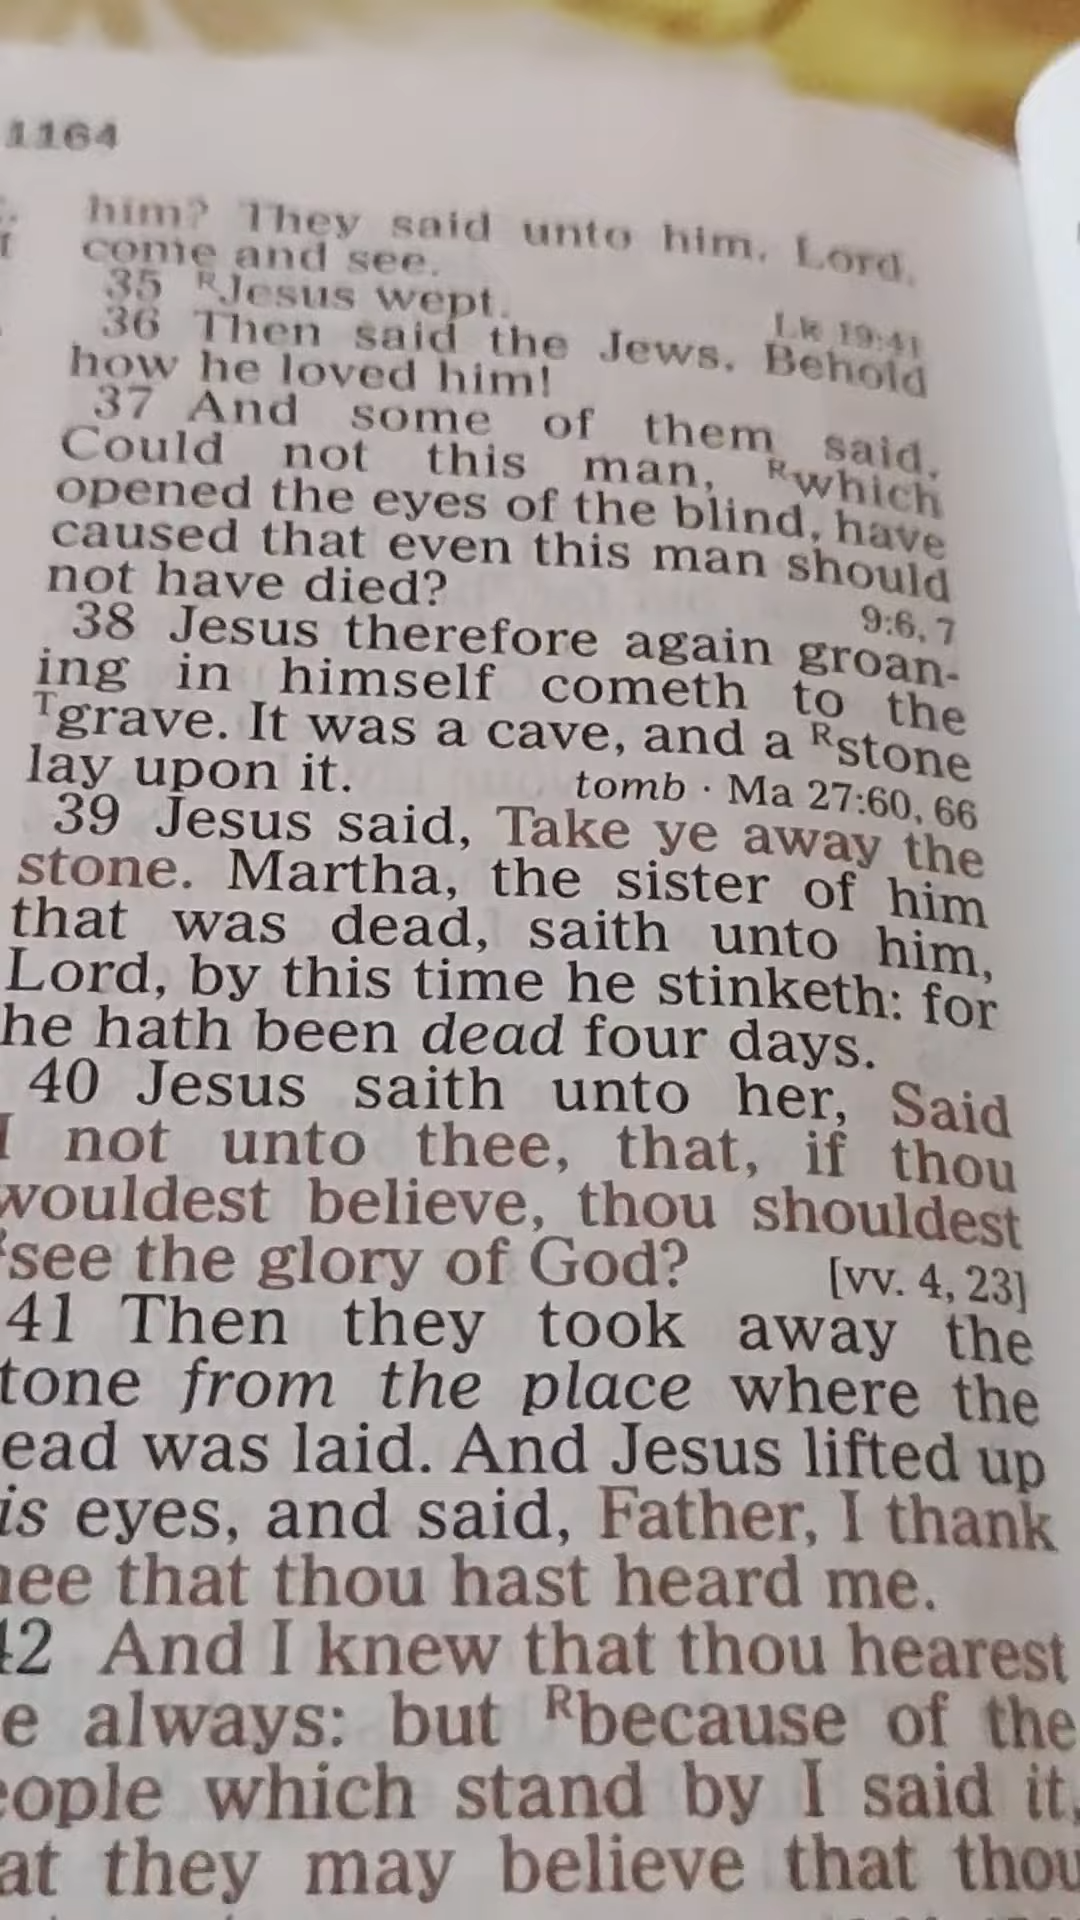 1164
him? They said unto him, Lord,
come and see.
35 RJesus wept.
Lk 19:41
36 Then said the Jews, Behold
how he loved him!
37 And some of them said,
Could not this man, Rwhich
opened the eyes of the blind, have
caused that even this man should
not have died?
9:6, 7
38 Jesus therefore again groan-
ing in himself cometh to the
Tgrave. It was a cave, and a Rstone
lay upon it. tomb · Ma 27:60, 66
39 Jesus said, Take ye away the
stone. Martha, the sister of him
that was dead, saith unto him,
Lord, by this time he stinketh: for
he hath been dead four days.
40 Jesus saith unto her, Said
I not unto thee, that, if thou
wouldest believe, thou shouldest
see the glory of God? [vv. 4, 23]
41 Then they took away the
tone from the place where the
ead was laid. And Jesus lifted up
is eyes, and said, Father, I thank
ee that thou hast heard me.
42 And I knew that thou hearest
e always: but Rbecause of the
eople which stand by I said it,
at they may believe that thou